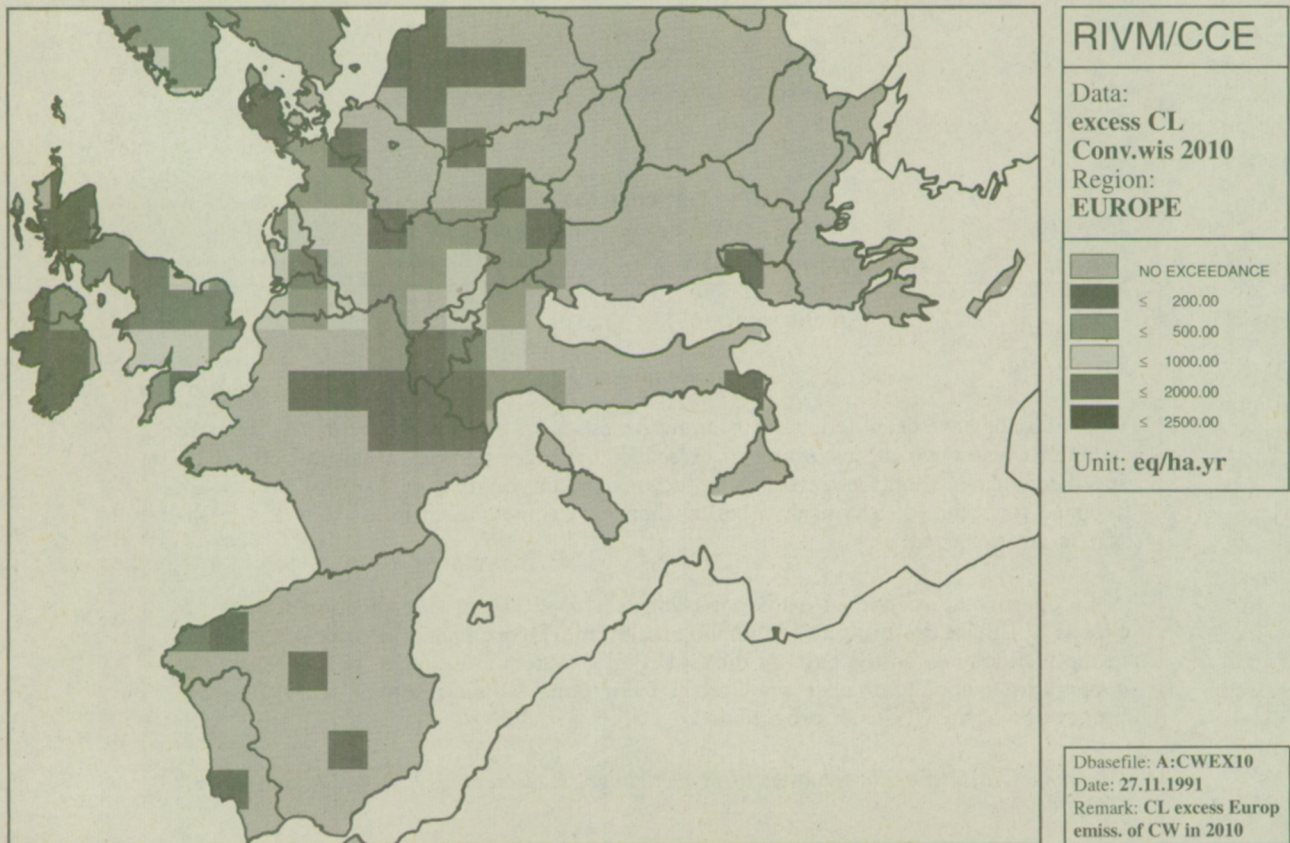 RIVM/CCE
Data:
excess CL
Conv.wis 2010
Region:
EUROPE
NO EXCEEDANCE
≤ 200.00
≤ 500.00
≤ 1000.00
≤ 2000.00
≤ 2500.00
Unit: eq/ha.yr
Dbasefile: A:CWEX10
Date: 27.11.1991
Remark: CL excess Europ
emiss. of CW in 2010